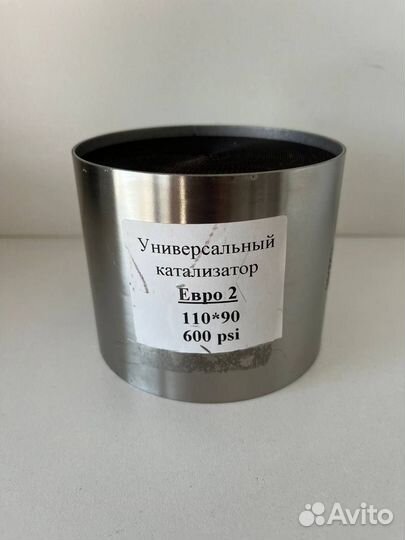 Универсальный
катализатор
Евро 2
110*90
600 psi
Avito